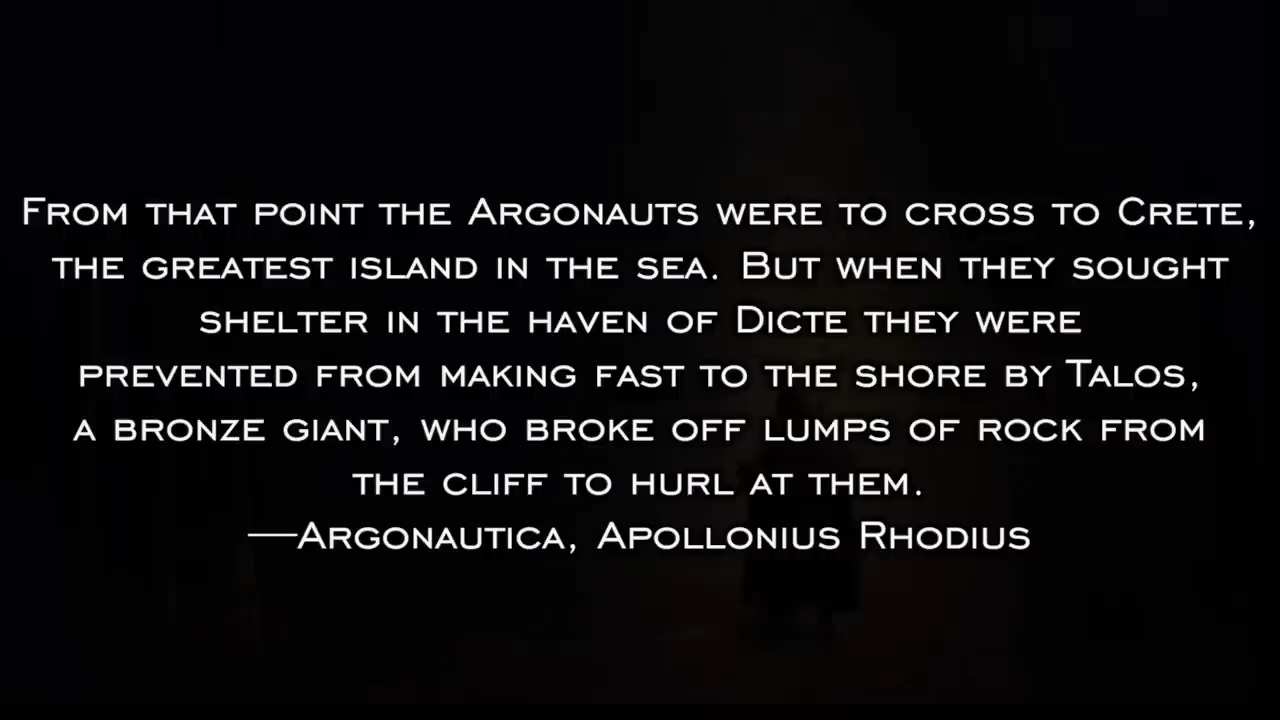 From that point the Argonauts were to cross to Crete,
the greatest island in the sea. But when they sought
shelter in the haven of Dicte they were
prevented from making fast to the shore by Talos,
a bronze giant, who broke off lumps of rock from
the cliff to hurl at them.
—Argonautica, Apollonius Rhodius